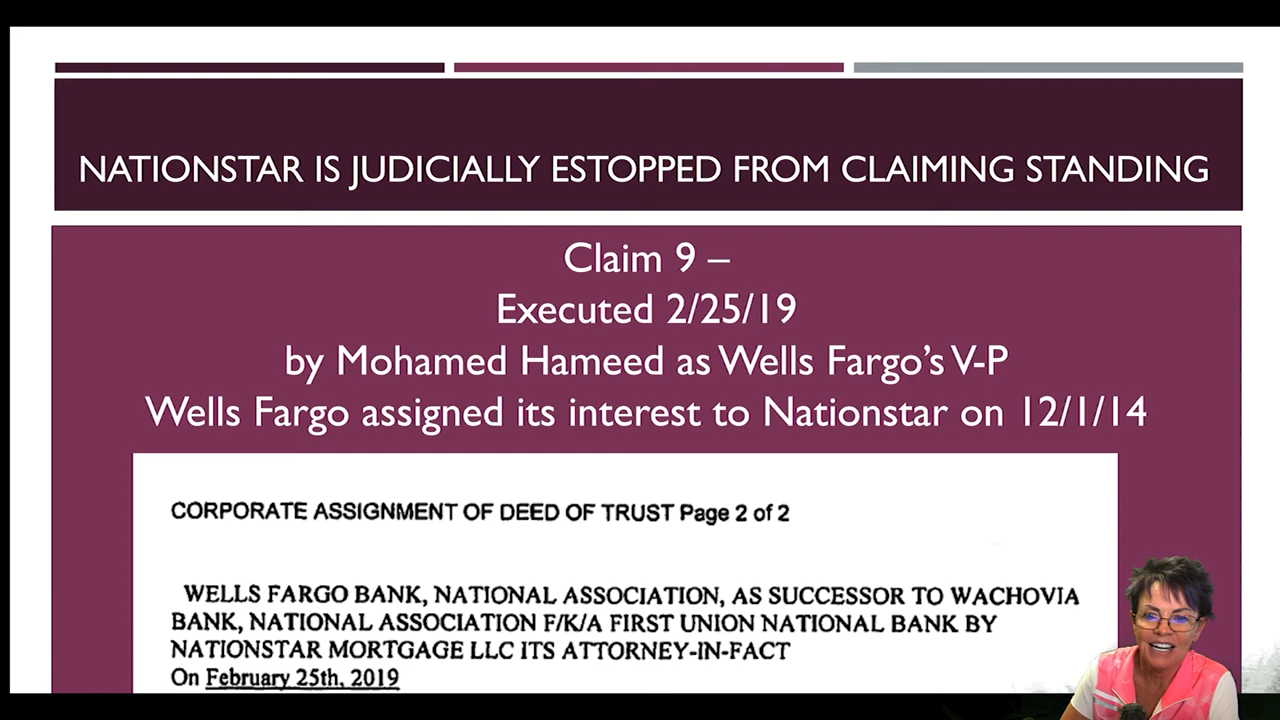 NATIONSTAR IS JUDICIALLY ESTOPPED FROM CLAIMING STANDING
Claim 9 –
Executed 2/25/19
by Mohamed Hameed as Wells Fargo’s V-P
Wells Fargo assigned its interest to Nationstar on 12/1/14
CORPORATE ASSIGNMENT OF DEED OF TRUST Page 2 of 2
WELLS FARGO BANK, NATIONAL ASSOCIATION, AS SUCCESSOR TO WACHOVIA
BANK, NATIONAL ASSOCIATION F/K/A FIRST UNION NATIONAL BANK BY
NATIONSTAR MORTGAGE LLC ITS ATTORNEY-IN-FACT
On February 25th, 2019